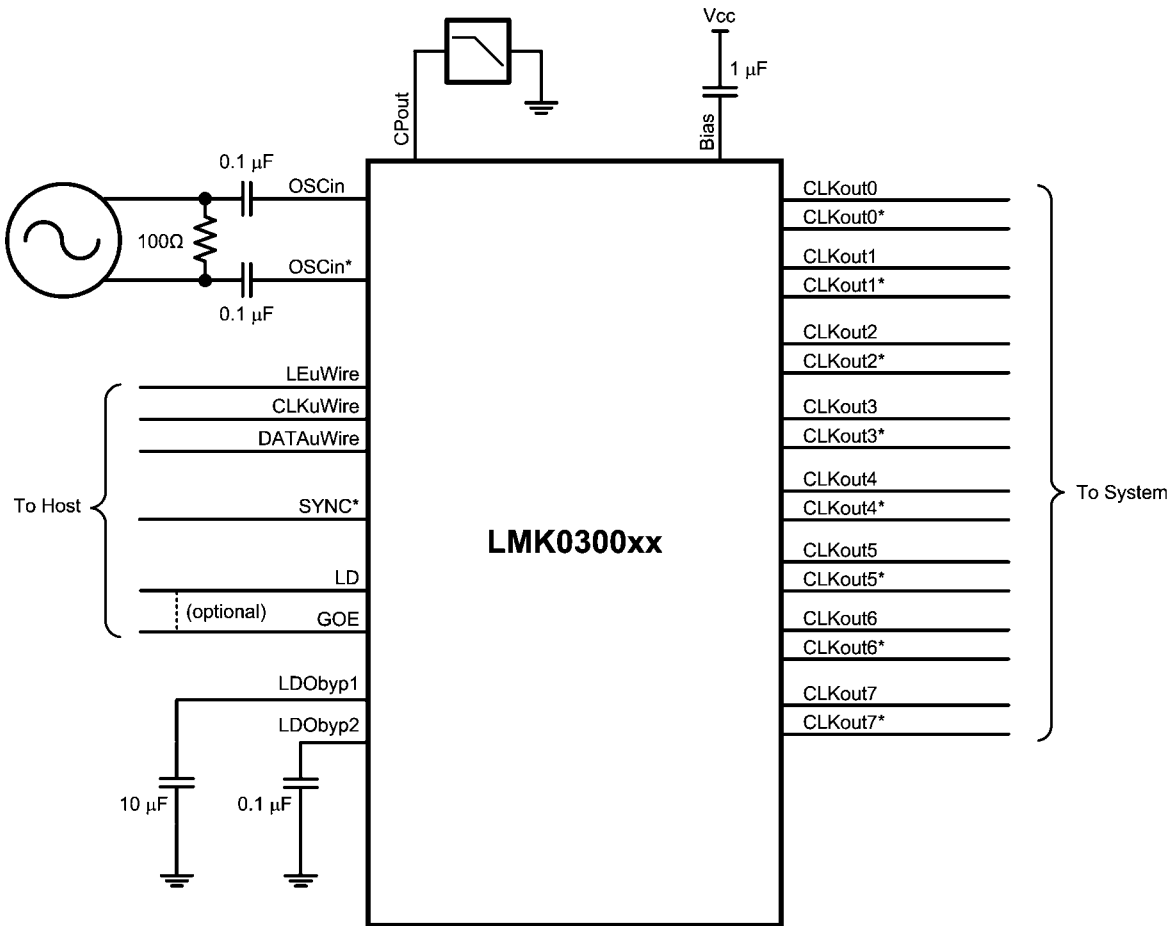 Vcc
1 μF
CPout
Bias
0.1 μF
OSCin
100Ω
OSCin*
0.1 μF
LEuWire
CLKuWire
DATAuWire
To Host
SYNC*
LD
(optional)
GOE
LDObyp1
LDObyp2
10 μF
0.1 μF
LMK0300xx
CLKout0
CLKout0*
CLKout1
CLKout1*
CLKout2
CLKout2*
CLKout3
CLKout3*
CLKout4
CLKout4*
CLKout5
CLKout5*
CLKout6
CLKout6*
CLKout7
CLKout7*
To System